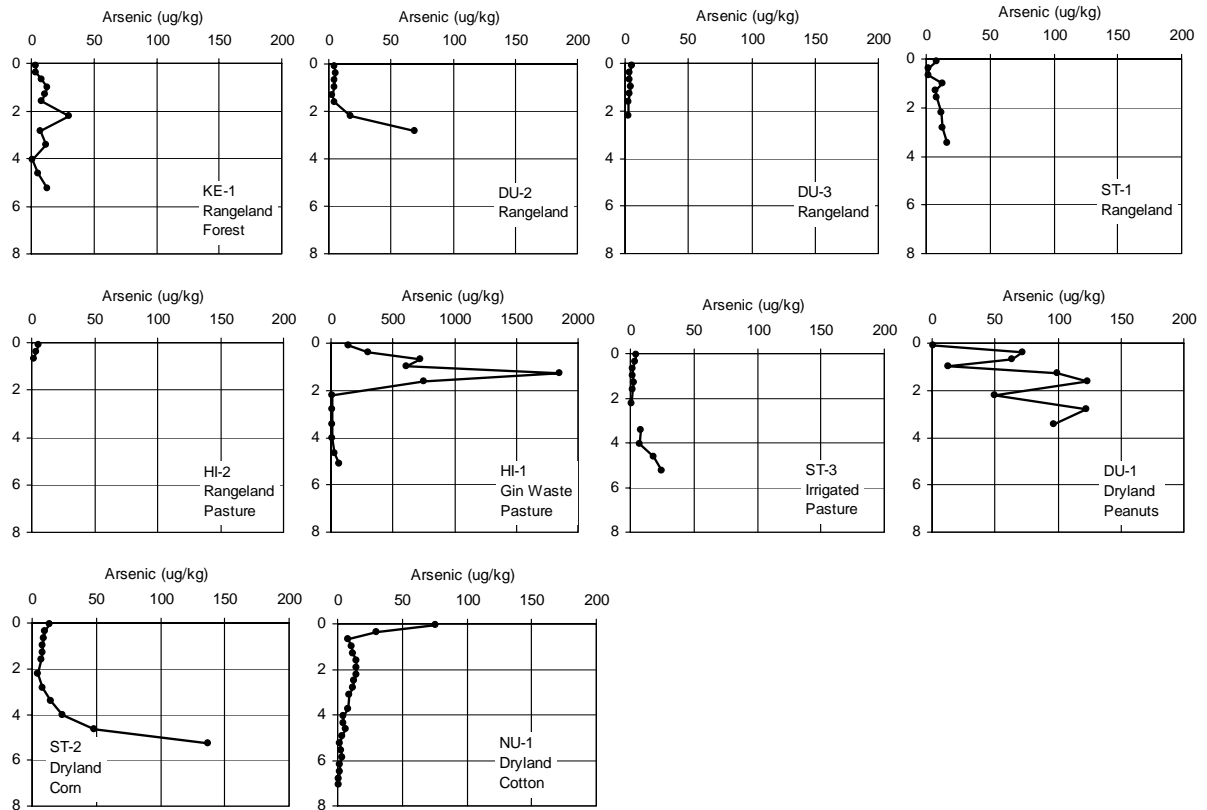 Arsenic (ug/kg)
0 50 100 150 200
0
2
4
6
8
KE-1
Rangeland
Forest
Arsenic (ug/kg)
0 50 100 150 200
0
2
4
6
8
DU-2
Rangeland
Arsenic (ug/kg)
0 50 100 150 200
0
2
4
6
8
DU-3
Rangeland
Arsenic (ug/kg)
0 50 100 150 200
0
2
4
6
8
ST-1
Rangeland
Arsenic (ug/kg)
0 50 100 150 200
0
2
4
6
8
HI-2
Rangeland
Pasture
Arsenic (ug/kg)
0 500 1000 1500 2000
0
2
4
6
8
HI-1
Gin Waste
Pasture
Arsenic (ug/kg)
0 50 100 150 200
0
2
4
6
8
ST-3
Irrigated
Pasture
Arsenic (ug/kg)
0 50 100 150 200
0
2
4
6
8
DU-1
Dryland
Peanuts
Arsenic (ug/kg)
0 50 100 150 200
0
2
4
6
8
ST-2
Dryland
Corn
Arsenic (ug/kg)
0 50 100 150 200
0
2
4
6
8
NU-1
Dryland
Cotton